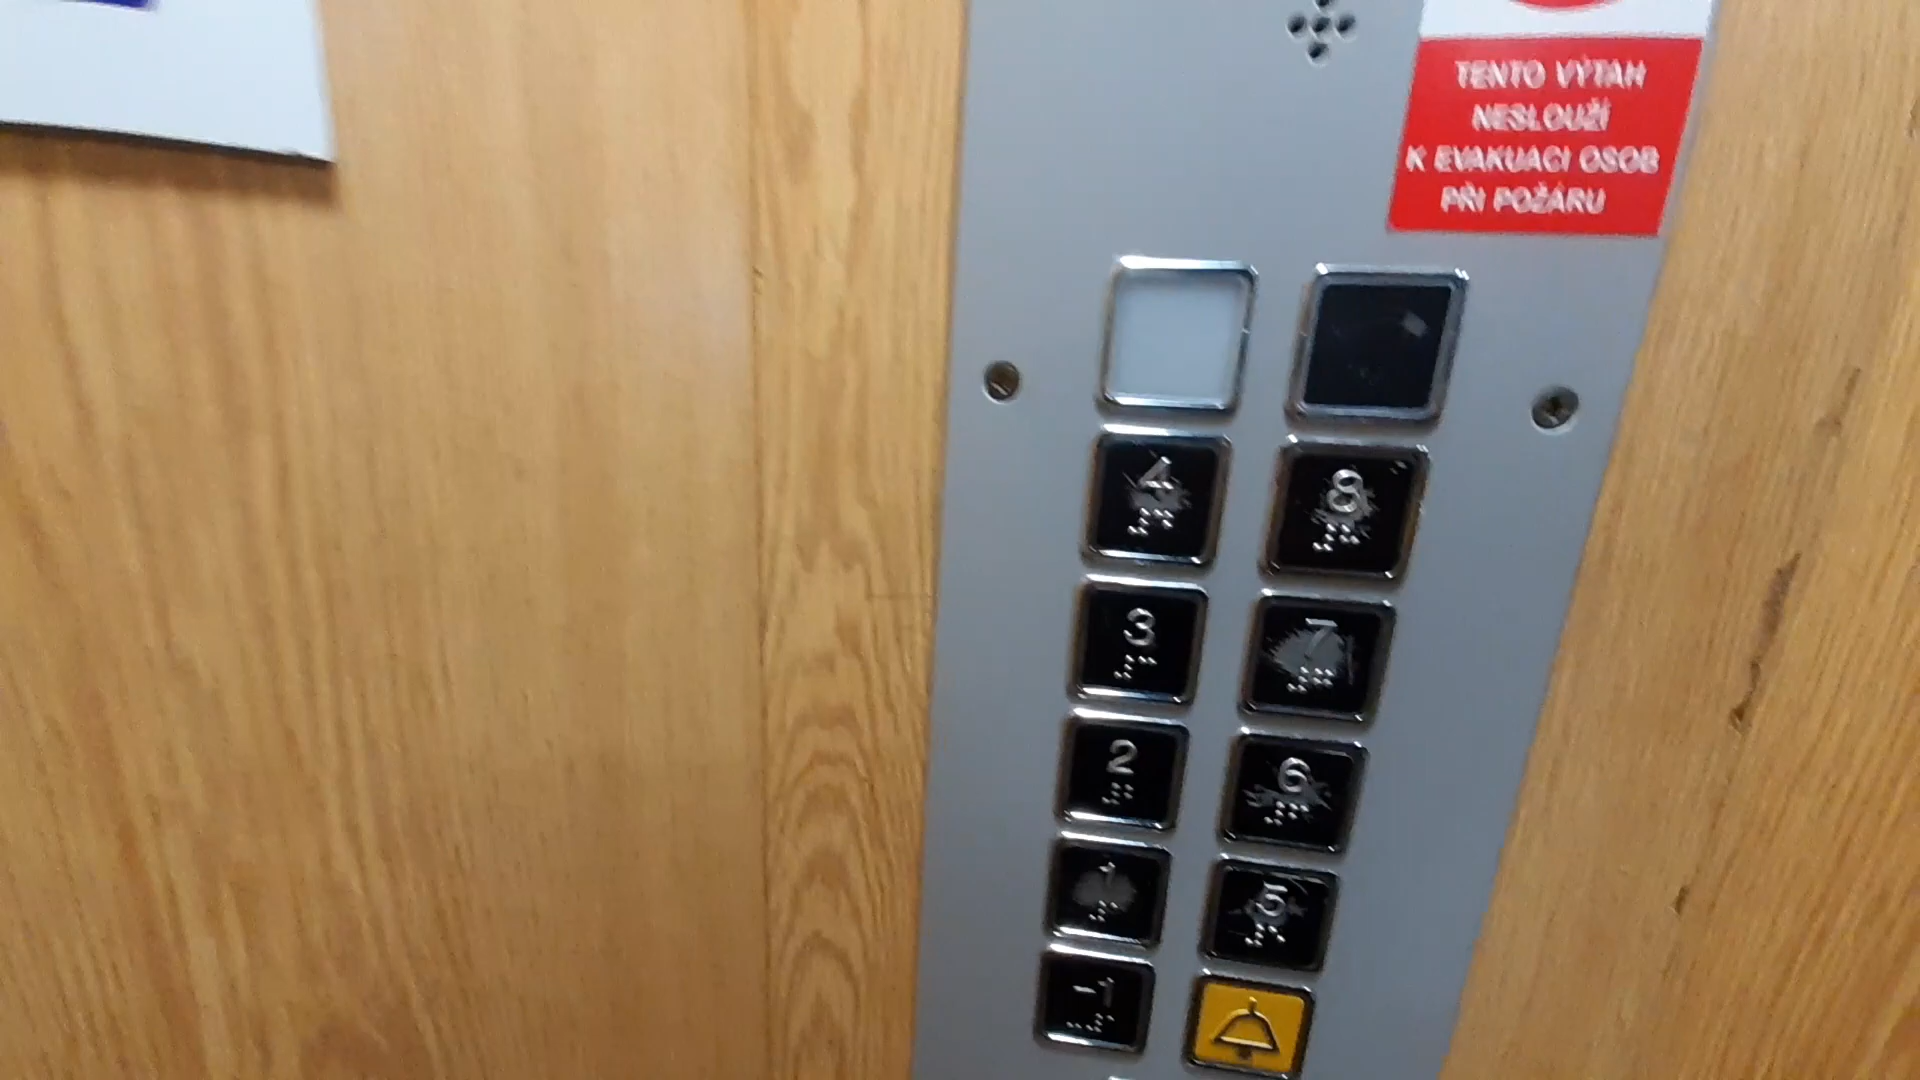 TENTO VÝTAH
NESLOUŽÍ
K EVAKUACI OSOB
PŘI POŽÁRU
4 8
3 7
2 6
1 5
-1